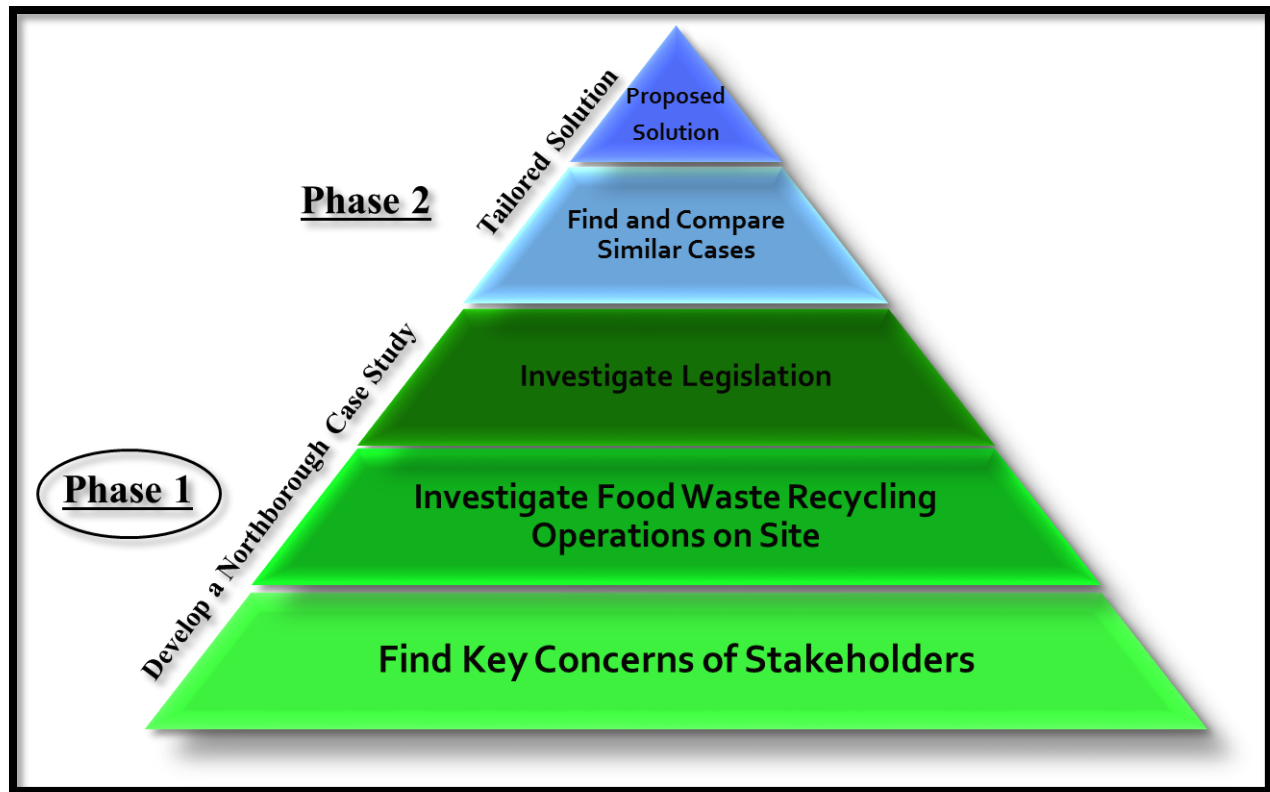 Proposed
Solution
Tailored Solution
Phase 2
Find and Compare
Similar Cases
Investigate Legislation
Develop a Northborough Case Study
Phase 1
Investigate Food Waste Recycling
Operations on Site
Find Key Concerns of Stakeholders